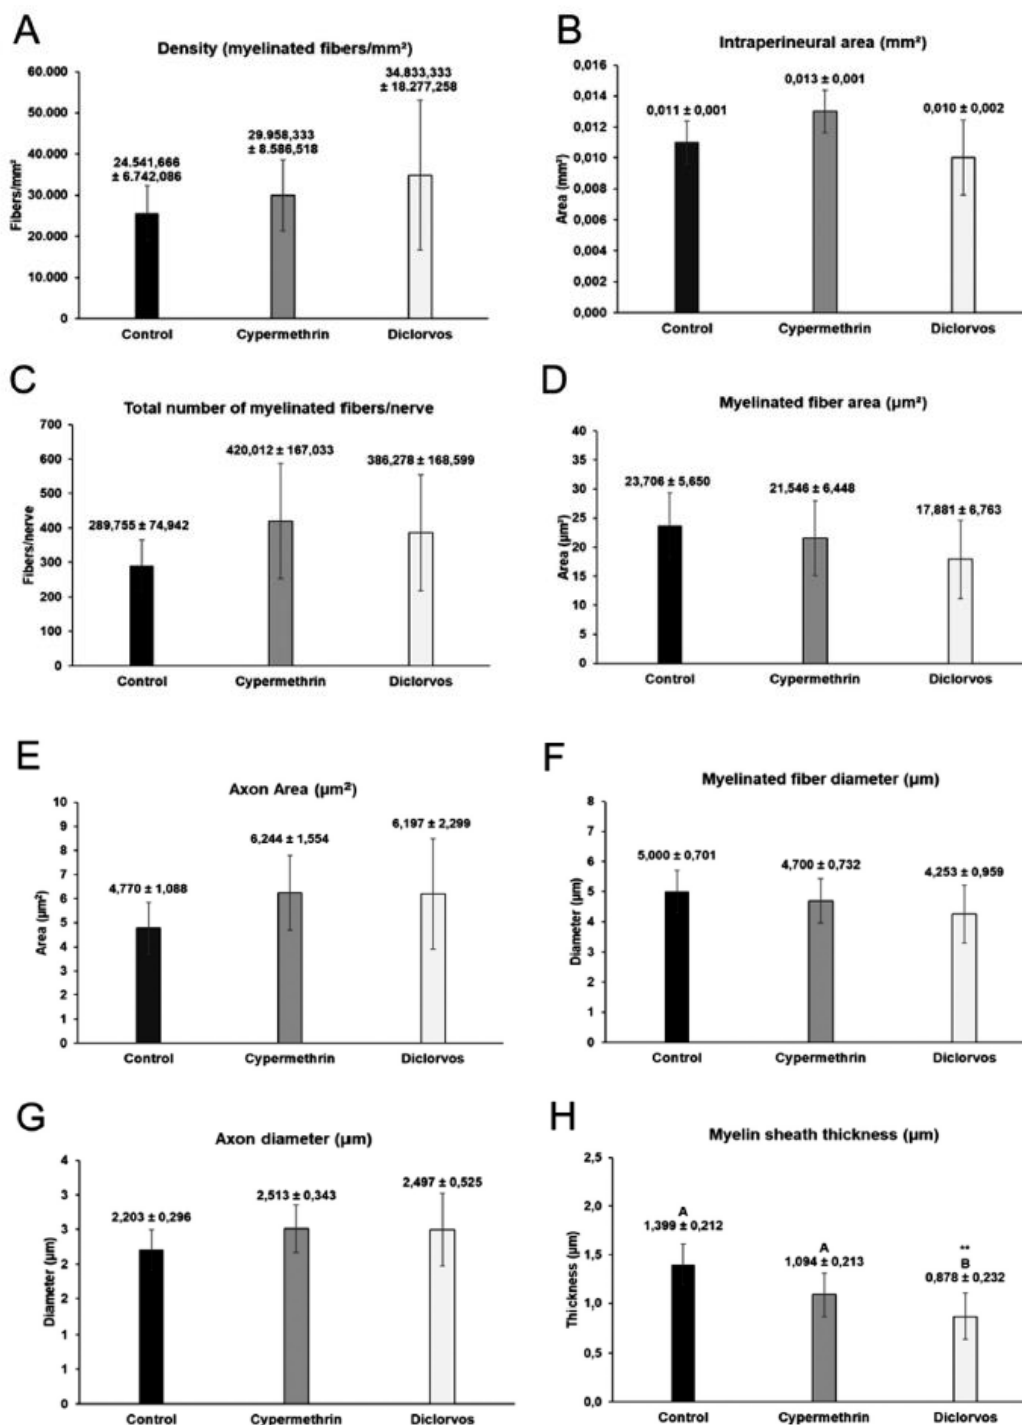 A
Density (myelinated fibers/mm²)
60.000
50.000
40.000
30.000
20.000
10.000
0
Fibers/mm²
24.541,666
± 6.742,086
29.958,333
± 8.586,518
34.833,333
± 18.277,258
Control Cypermethrin Diclorvos
B
Intraperineural area (mm²)
0,016
0,014
0,012
0,010
0,008
0,006
0,004
0,002
0,000
Area (mm²)
0,011 ± 0,001
0,013 ± 0,001
0,010 ± 0,002
Control Cypermethrin Diclorvos
C
Total number of myelinated fibers/nerve
700
600
500
400
300
200
100
0
Fibers/nerve
289,755 ± 74,942
420,012 ± 167,033
386,278 ± 168,599
Control Cypermethrin Diclorvos
D
Myelinated fiber area (µm²)
40
35
30
25
20
15
10
5
0
Area (µm²)
23,706 ± 5,650
21,546 ± 6,448
17,881 ± 6,763
Control Cypermethrin Diclorvos
E
Axon Area (µm²)
10
9
8
7
6
5
4
3
2
1
0
Area (µm²)
4,770 ± 1,088
6,244 ± 1,554
6,197 ± 2,299
Control Cypermethrin Diclorvos
F
Myelinated fiber diameter (µm)
8
7
6
5
4
3
2
1
0
Diameter (µm)
5,000 ± 0,701
4,700 ± 0,732
4,253 ± 0,959
Control Cypermethrin Diclorvos
G
Axon diameter (µm)
4
3
3
2
2
1
1
0
Diameter (µm)
2,203 ± 0,296
2,513 ± 0,343
2,497 ± 0,525
Control Cypermethrin Diclorvos
H
Myelin sheath thickness (µm)
2,5
2,0
1,5
1,0
0,5
0,0
Thickness (µm)
A
1,399 ± 0,212
A
1,094 ± 0,213
**
B
0,878 ± 0,232
Control Cypermethrin Diclorvos